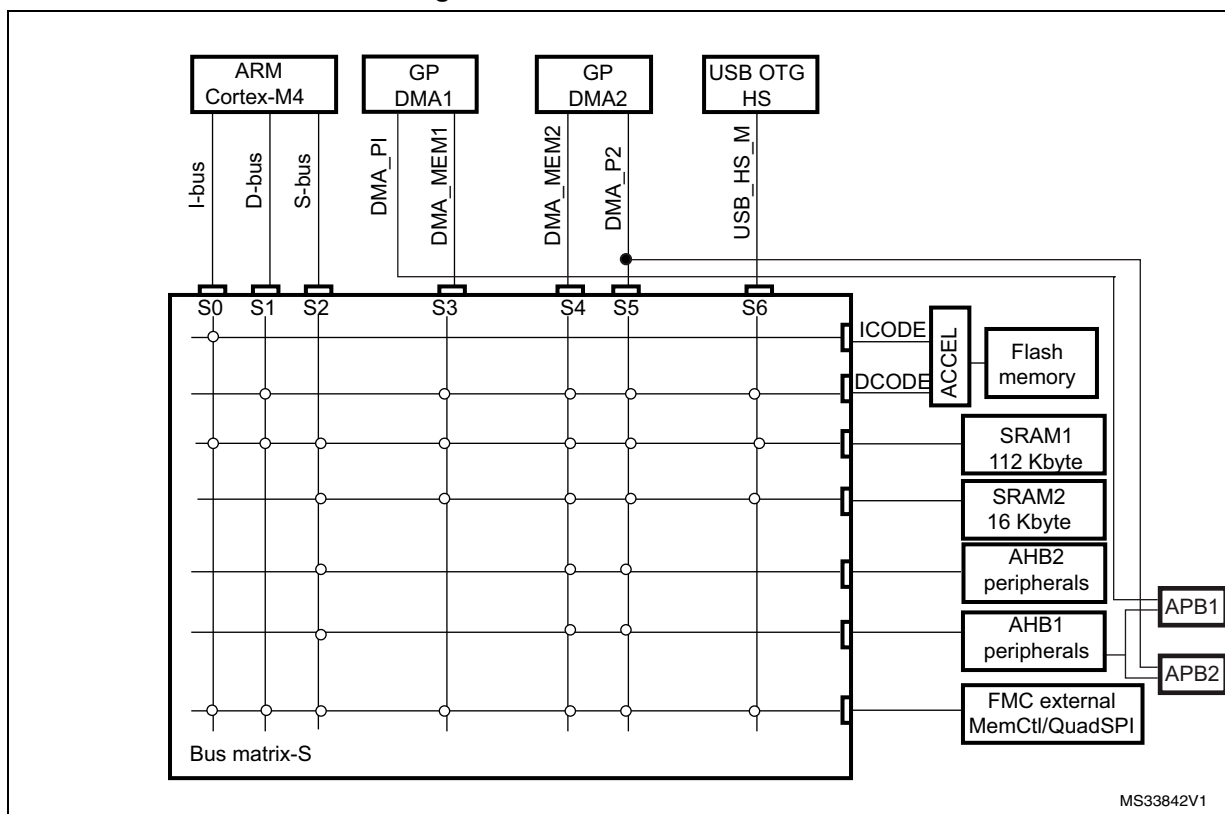 ARM
Cortex-M4
GP
DMA1
GP
DMA2
USB OTG
HS
I-bus
D-bus
S-bus
DMA_PI
DMA_MEM1
DMA_MEM2
DMA_P2
USB_HS_M
S0 S1 S2 S3 S4 S5 S6
ICODE
DCODE
ACCEL
Flash
memory
SRAM1
112 Kbyte
SRAM2
16 Kbyte
AHB2
peripherals
AHB1
peripherals
APB1
APB2
FMC external
MemCtl/QuadSPI
Bus matrix-S
MS33842V1